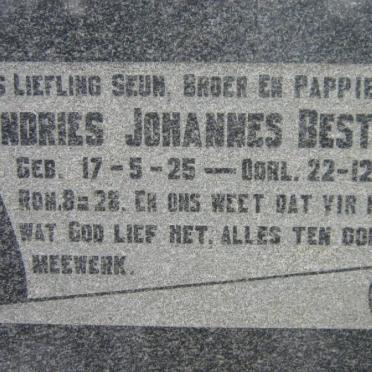 S LIEFLING SEUN, BROER EN PAPPIE
NDRIES JOHANNES BEST
GEB. 17-5-25 — OORL. 22-12
ROM. 8=28. EN ONS WEET DAT VIR
WAT GOD LIEF HET, ALLES TEN
MEEWERK.